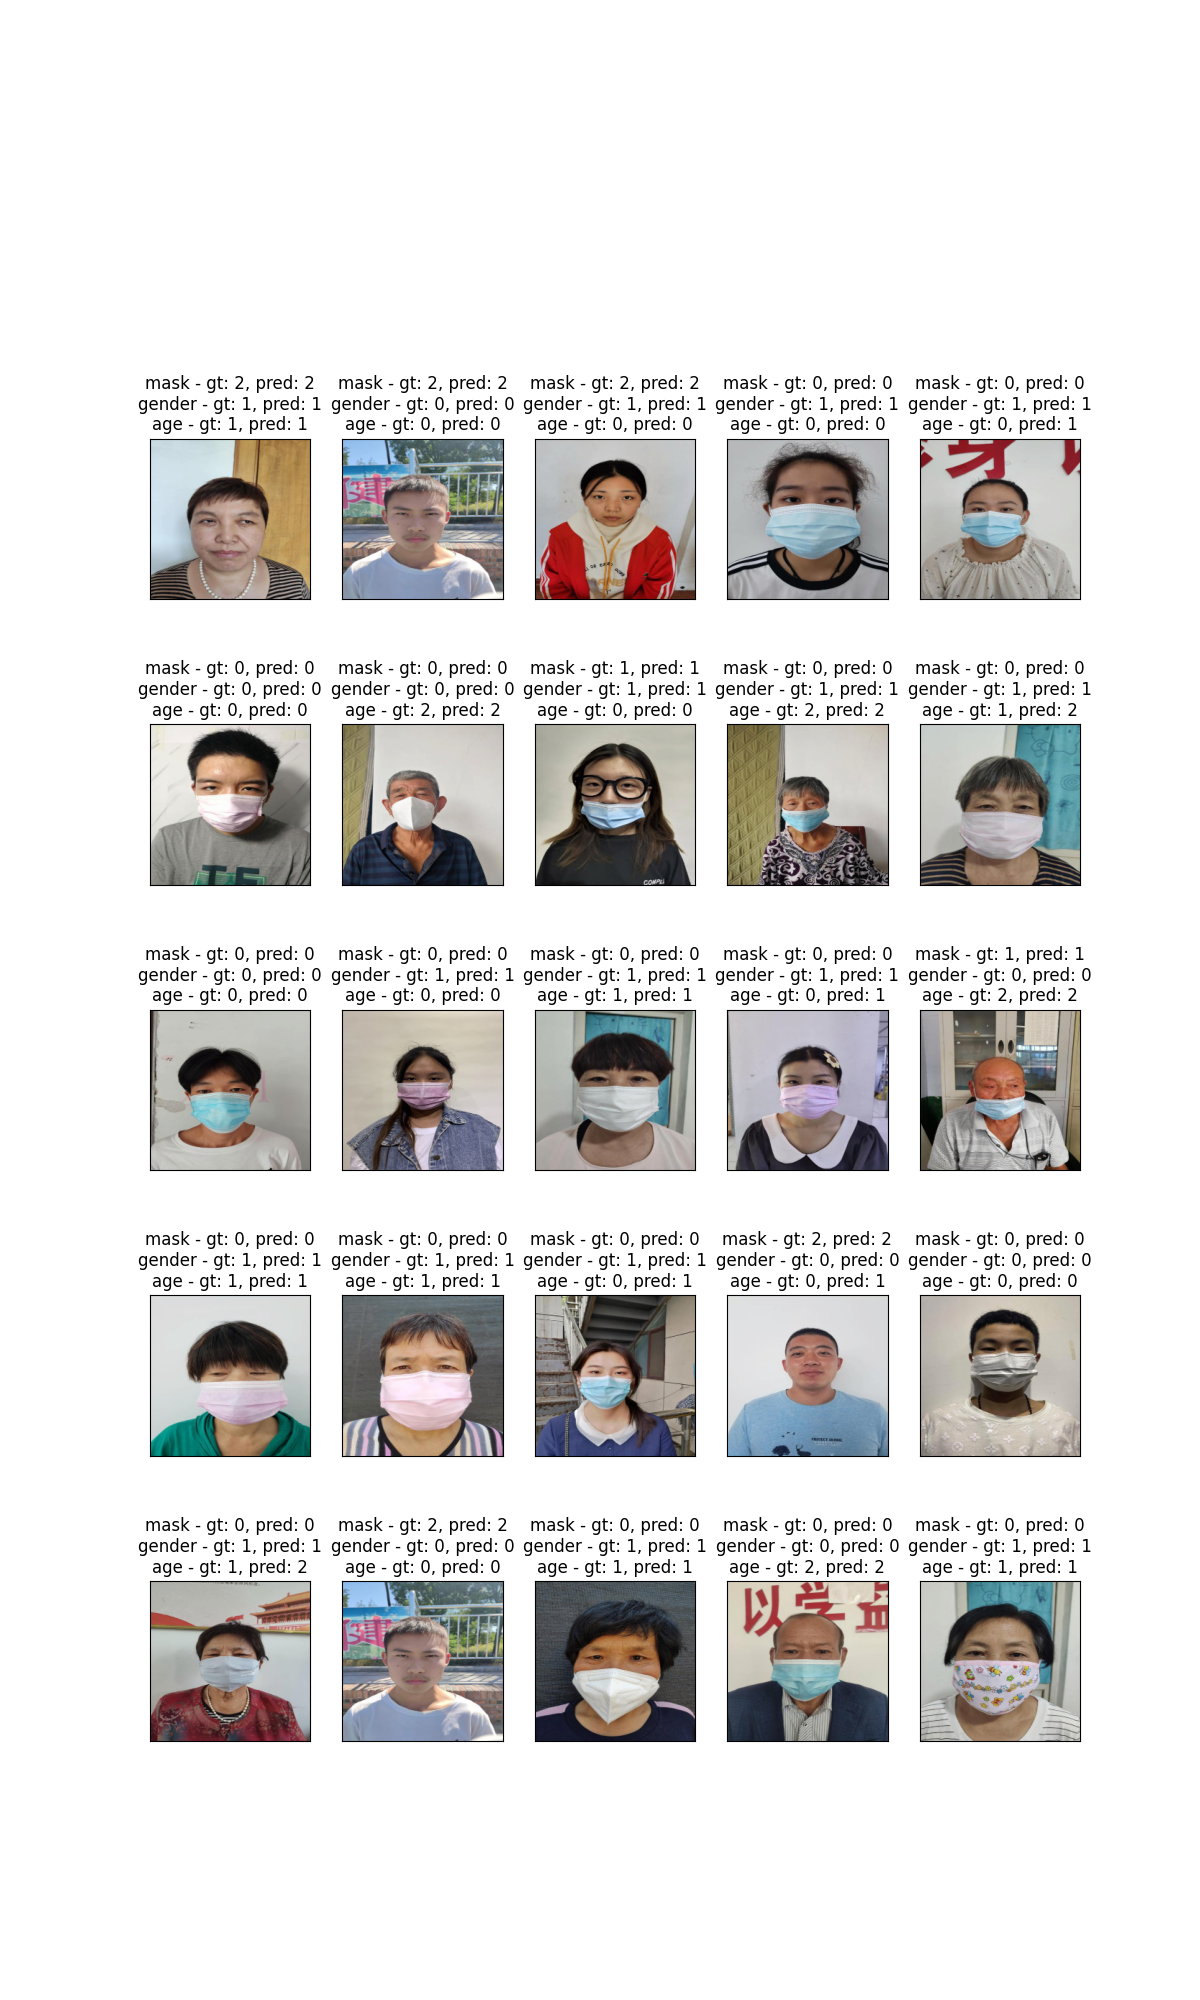 mask - gt: 2, pred: 2
gender - gt: 1, pred: 1
age - gt: 1, pred: 1
mask - gt: 2, pred: 2
gender - gt: 0, pred: 0
age - gt: 0, pred: 0
建
mask - gt: 2, pred: 2
gender - gt: 1, pred: 1
age - gt: 0, pred: 0
mask - gt: 0, pred: 0
gender - gt: 1, pred: 1
age - gt: 0, pred: 0
mask - gt: 0, pred: 0
gender - gt: 1, pred: 1
age - gt: 0, pred: 1
身
mask - gt: 0, pred: 0
gender - gt: 0, pred: 0
age - gt: 0, pred: 0
mask - gt: 0, pred: 0
gender - gt: 0, pred: 0
age - gt: 2, pred: 2
mask - gt: 1, pred: 1
gender - gt: 1, pred: 1
age - gt: 0, pred: 0
mask - gt: 0, pred: 0
gender - gt: 1, pred: 1
age - gt: 2, pred: 2
mask - gt: 0, pred: 0
gender - gt: 1, pred: 1
age - gt: 1, pred: 2
mask - gt: 0, pred: 0
gender - gt: 0, pred: 0
age - gt: 0, pred: 0
mask - gt: 0, pred: 0
gender - gt: 1, pred: 1
age - gt: 0, pred: 0
mask - gt: 0, pred: 0
gender - gt: 1, pred: 1
age - gt: 1, pred: 1
mask - gt: 0, pred: 0
gender - gt: 1, pred: 1
age - gt: 0, pred: 1
mask - gt: 1, pred: 1
gender - gt: 0, pred: 0
age - gt: 2, pred: 2
mask - gt: 0, pred: 0
gender - gt: 1, pred: 1
age - gt: 1, pred: 1
mask - gt: 0, pred: 0
gender - gt: 1, pred: 1
age - gt: 1, pred: 1
mask - gt: 0, pred: 0
gender - gt: 1, pred: 1
age - gt: 0, pred: 1
mask - gt: 2, pred: 2
gender - gt: 0, pred: 0
age - gt: 0, pred: 1
mask - gt: 0, pred: 0
gender - gt: 0, pred: 0
age - gt: 0, pred: 0
mask - gt: 0, pred: 0
gender - gt: 1, pred: 1
age - gt: 1, pred: 2
mask - gt: 2, pred: 2
gender - gt: 0, pred: 0
age - gt: 0, pred: 0
建
mask - gt: 0, pred: 0
gender - gt: 1, pred: 1
age - gt: 1, pred: 1
mask - gt: 0, pred: 0
gender - gt: 0, pred: 0
age - gt: 2, pred: 2
以学益
mask - gt: 0, pred: 0
gender - gt: 1, pred: 1
age - gt: 1, pred: 1